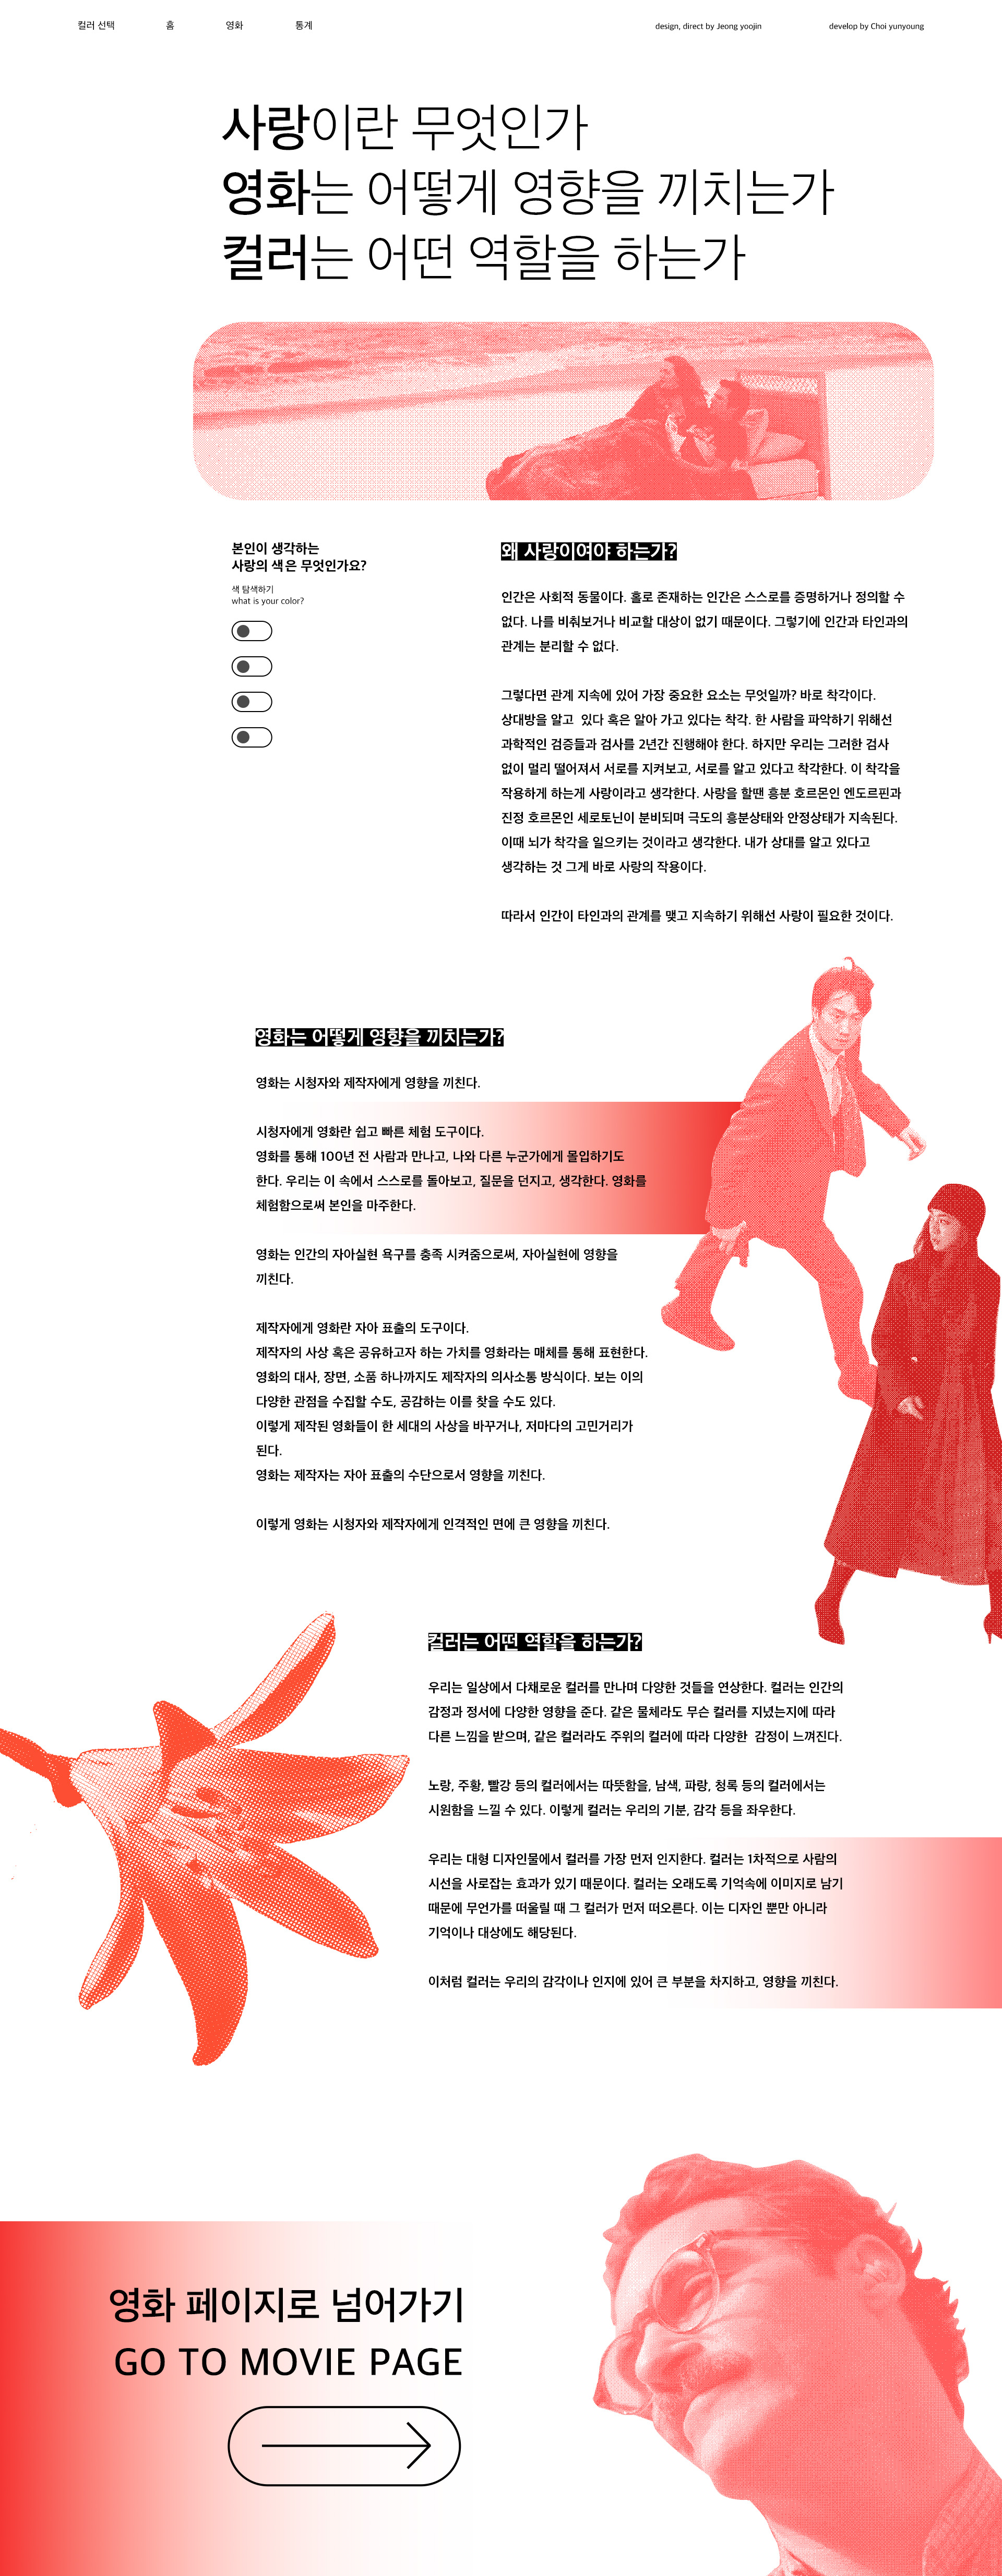 컬러 선택
홈
영화
통계
design, direct by Jeong yoojin
develop by Choi yunyoung
사랑이란 무엇인가
영화는 어떻게 영향을 끼치는가
컬러는 어떤 역할을 하는가
본인이 생각하는
사랑의 색은 무엇인가요?
색 탐색하기
what is your color?
왜 사랑이여야 하는가?
인간은 사회적 동물이다. 홀로 존재하는 인간은 스스로를 증명하거나 정의할 수
없다. 나를 비춰보거나 비교할 대상이 없기 때문이다. 그렇기에 인간과 타인과의
관계는 분리할 수 없다.
그렇다면 관계 지속에 있어 가장 중요한 요소는 무엇일까? 바로 착각이다.
상대방을 알고  있다 혹은 알아 가고 있다는 착각. 한 사람을 파악하기 위해선
과학적인 검증들과 검사를 2년간 진행해야 한다. 하지만 우리는 그러한 검사
없이 멀리 떨어져서 서로를 지켜보고, 서로를 알고 있다고 착각한다. 이 착각을
작용하게 하는게 사랑이라고 생각한다. 사랑을 할땐 흥분 호르몬인 엔도르핀과
진정 호르몬인 세로토닌이 분비되며 극도의 흥분상태와 안정상태가 지속된다.
이때 뇌가 착각을 일으키는 것이라고 생각한다. 내가 상대를 알고 있다고
생각하는 것 그게 바로 사랑의 작용이다.
따라서 인간이 타인과의 관계를 맺고 지속하기 위해선 사랑이 필요한 것이다.
영화는 어떻게 영향을 끼치는가?
영화는 시청자와 제작자에게 영향을 끼친다.
시청자에게 영화란 쉽고 빠른 체험 도구이다.
영화를 통해 100년 전 사람과 만나고, 나와 다른 누군가에게 몰입하기도
한다. 우리는 이 속에서 스스로를 돌아보고, 질문을 던지고, 생각한다. 영화를
체험함으로써 본인을 마주한다.
영화는 인간의 자아실현 욕구를 충족 시켜줌으로써, 자아실현에 영향을
끼친다.
제작자에게 영화란 자아 표출의 도구이다.
제작자의 사상 혹은 공유하고자 하는 가치를 영화라는 매체를 통해 표현한다.
영화의 대사, 장면, 소품 하나까지도 제작자의 의사소통 방식이다. 보는 이의
다양한 관점을 수집할 수도, 공감하는 이를 찾을 수도 있다.
이렇게 제작된 영화들이 한 세대의 사상을 바꾸거나, 저마다의 고민거리가
된다.
영화는 제작자는 자아 표출의 수단으로서 영향을 끼친다.
이렇게 영화는 시청자와 제작자에게 인격적인 면에 큰 영향을 끼친다.
컬러는 어떤 역할을 하는가?
우리는 일상에서 다채로운 컬러를 만나며 다양한 것들을 연상한다. 컬러는 인간의
감정과 정서에 다양한 영향을 준다. 같은 물체라도 무슨 컬러를 지녔는지에 따라
다른 느낌을 받으며, 같은 컬러라도 주위의 컬러에 따라 다양한  감정이 느껴진다.
노랑, 주황, 빨강 등의 컬러에서는 따뜻함을, 남색, 파랑, 청록 등의 컬러에서는
시원함을 느낄 수 있다. 이렇게 컬러는 우리의 기분, 감각 등을 좌우한다.
우리는 대형 디자인물에서 컬러를 가장 먼저 인지한다. 컬러는 1차적으로 사람의
시선을 사로잡는 효과가 있기 때문이다. 컬러는 오래도록 기억속에 이미지로 남기
때문에 무언가를 떠올릴 때 그 컬러가 먼저 떠오른다. 이는 디자인 뿐만 아니라
기억이나 대상에도 해당된다.
이처럼 컬러는 우리의 감각이나 인지에 있어 큰 부분을 차지하고, 영향을 끼친다.
영화 페이지로 넘어가기
GO TO MOVIE PAGE